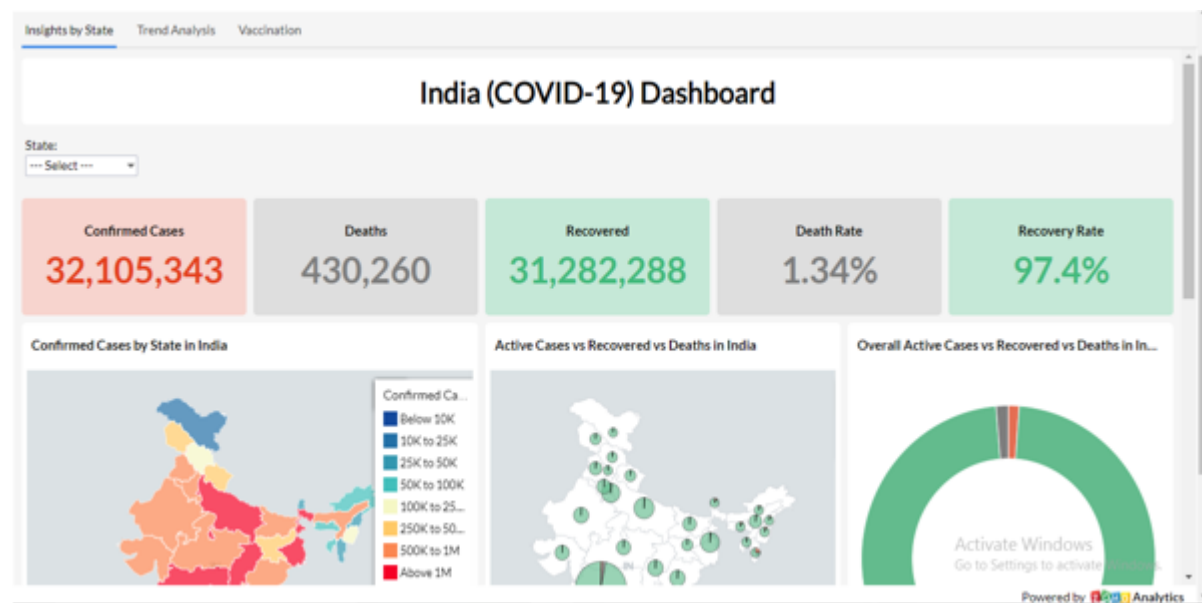 Insights by State Trend Analysis Vaccination
India (COVID-19) Dashboard
State:
--- Select ---
Confirmed Cases
32,105,343
Deaths
430,260
Recovered
31,282,288
Death Rate
1.34%
Recovery Rate
97.4%
Confirmed Cases by State in India
Confirmed Ca...
Below 10K
10K to 25K
25K to 50K
50K to 100K
100K to 25...
250K to 50...
500K to 1M
Above 1M
Active Cases vs Recovered vs Deaths in India
IN
Overall Active Cases vs Recovered vs Deaths in In...
Activate Windows
Go to Settings to activate Windows.
Powered by ZOHO Analytics